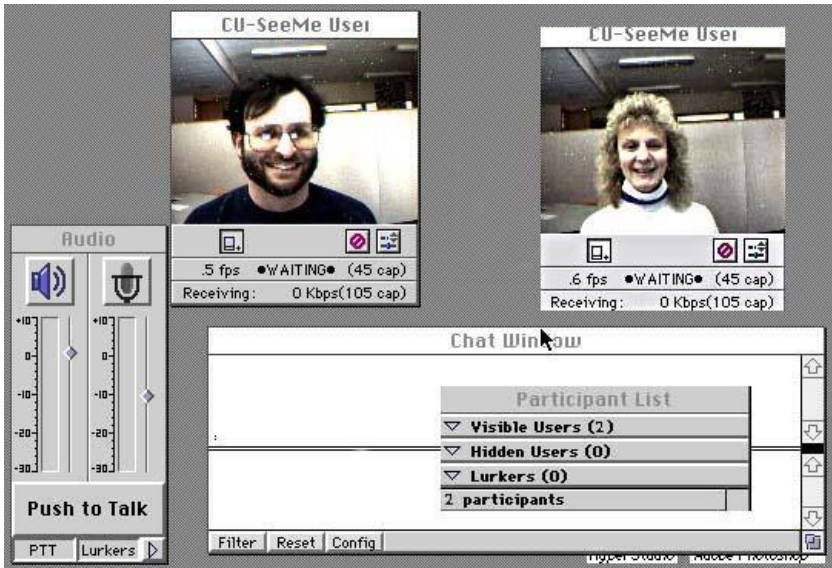 CU-SeeMe User
.5 fps •WAITING• (45 cap)
Receiving: 0 Kbps(105 cap)
CU-SeeMe User
.6 fps •WAITING• (45 cap)
Receiving: 0 Kbps(105 cap)
Audio
+10 +10
0 0
-10 -10
-20 -20
-30 -30
Push to Talk
PTT Lurkers
Chat Window
:
Participant List
Visible Users (2)
Hidden Users (0)
Lurkers (0)
2 participants
Filter Reset Config
HyperStudio Adobe Photoshop